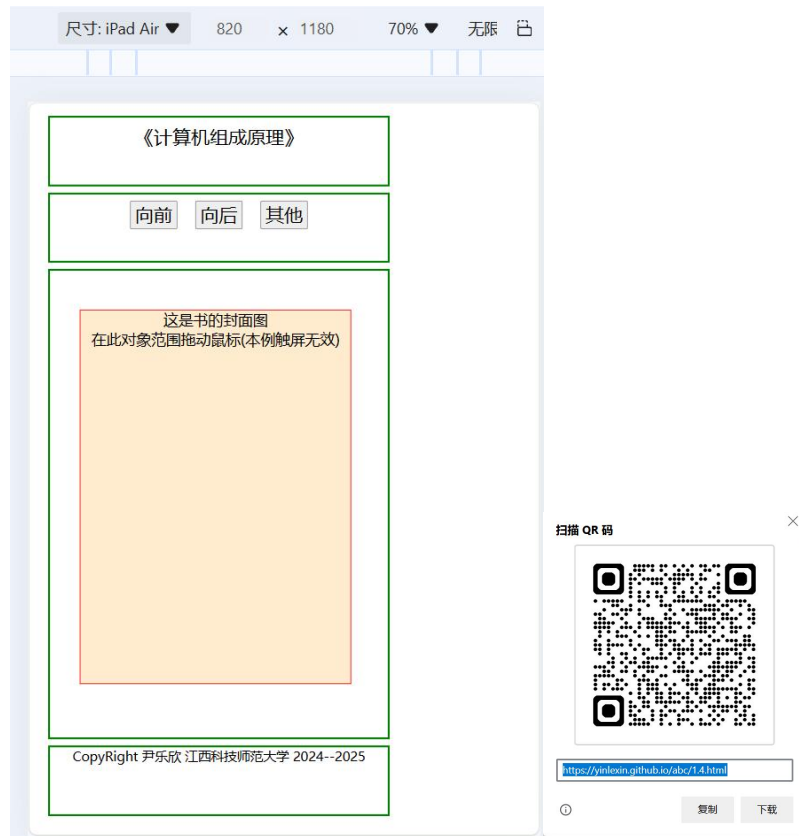 尺寸: iPad Air ▼ 820 × 1180 70% ▼ 无限
《计算机组成原理》
向前 向后 其他
这是书的封面图
在此对象范围拖动鼠标(本例触屏无效)
CopyRight 尹乐欣 江西科技师范大学 2024--2025
扫描 QR 码
https://yinlexin.github.io/abc/1.4.html
复制 下载